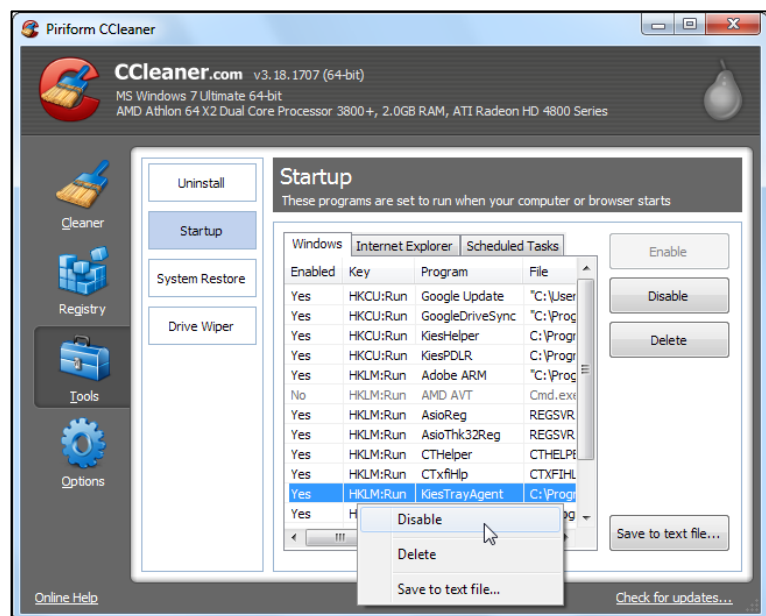 Piriform CCleaner
CCleaner.com v3.18.1707 (64-bit)
MS Windows 7 Ultimate 64-bit
AMD Athlon 64 X2 Dual Core Processor 3800+, 2.0GB RAM, ATI Radeon HD 4800 Series
Cleaner
Registry
Tools
Options
Uninstall
Startup
System Restore
Drive Wiper
Startup
These programs are set to run when your computer or browser starts
Windows Internet Explorer Scheduled Tasks
Enabled Key Program File
Yes HKCU:Run Google Update "C:\User
Yes HKCU:Run GoogleDriveSync "C:\Prog
Yes HKCU:Run KiesHelper C:\Progr
Yes HKCU:Run KiesPDLR C:\Progr
Yes HKLM:Run Adobe ARM "C:\Prog
No HKLM:Run AMD AVT Cmd.exe
Yes HKLM:Run AsioReg REGSVR
Yes HKLM:Run AsioThk32Reg REGSVR
Yes HKLM:Run CTHelper CTHELPE
Yes HKLM:Run CTxfiHlp CTXFIHL
Yes HKLM:Run KiesTrayAgent C:\Progr
Yes H
Disable
Delete
Save to text file...
Enable
Disable
Delete
Save to text file...
Online Help
Check for updates...